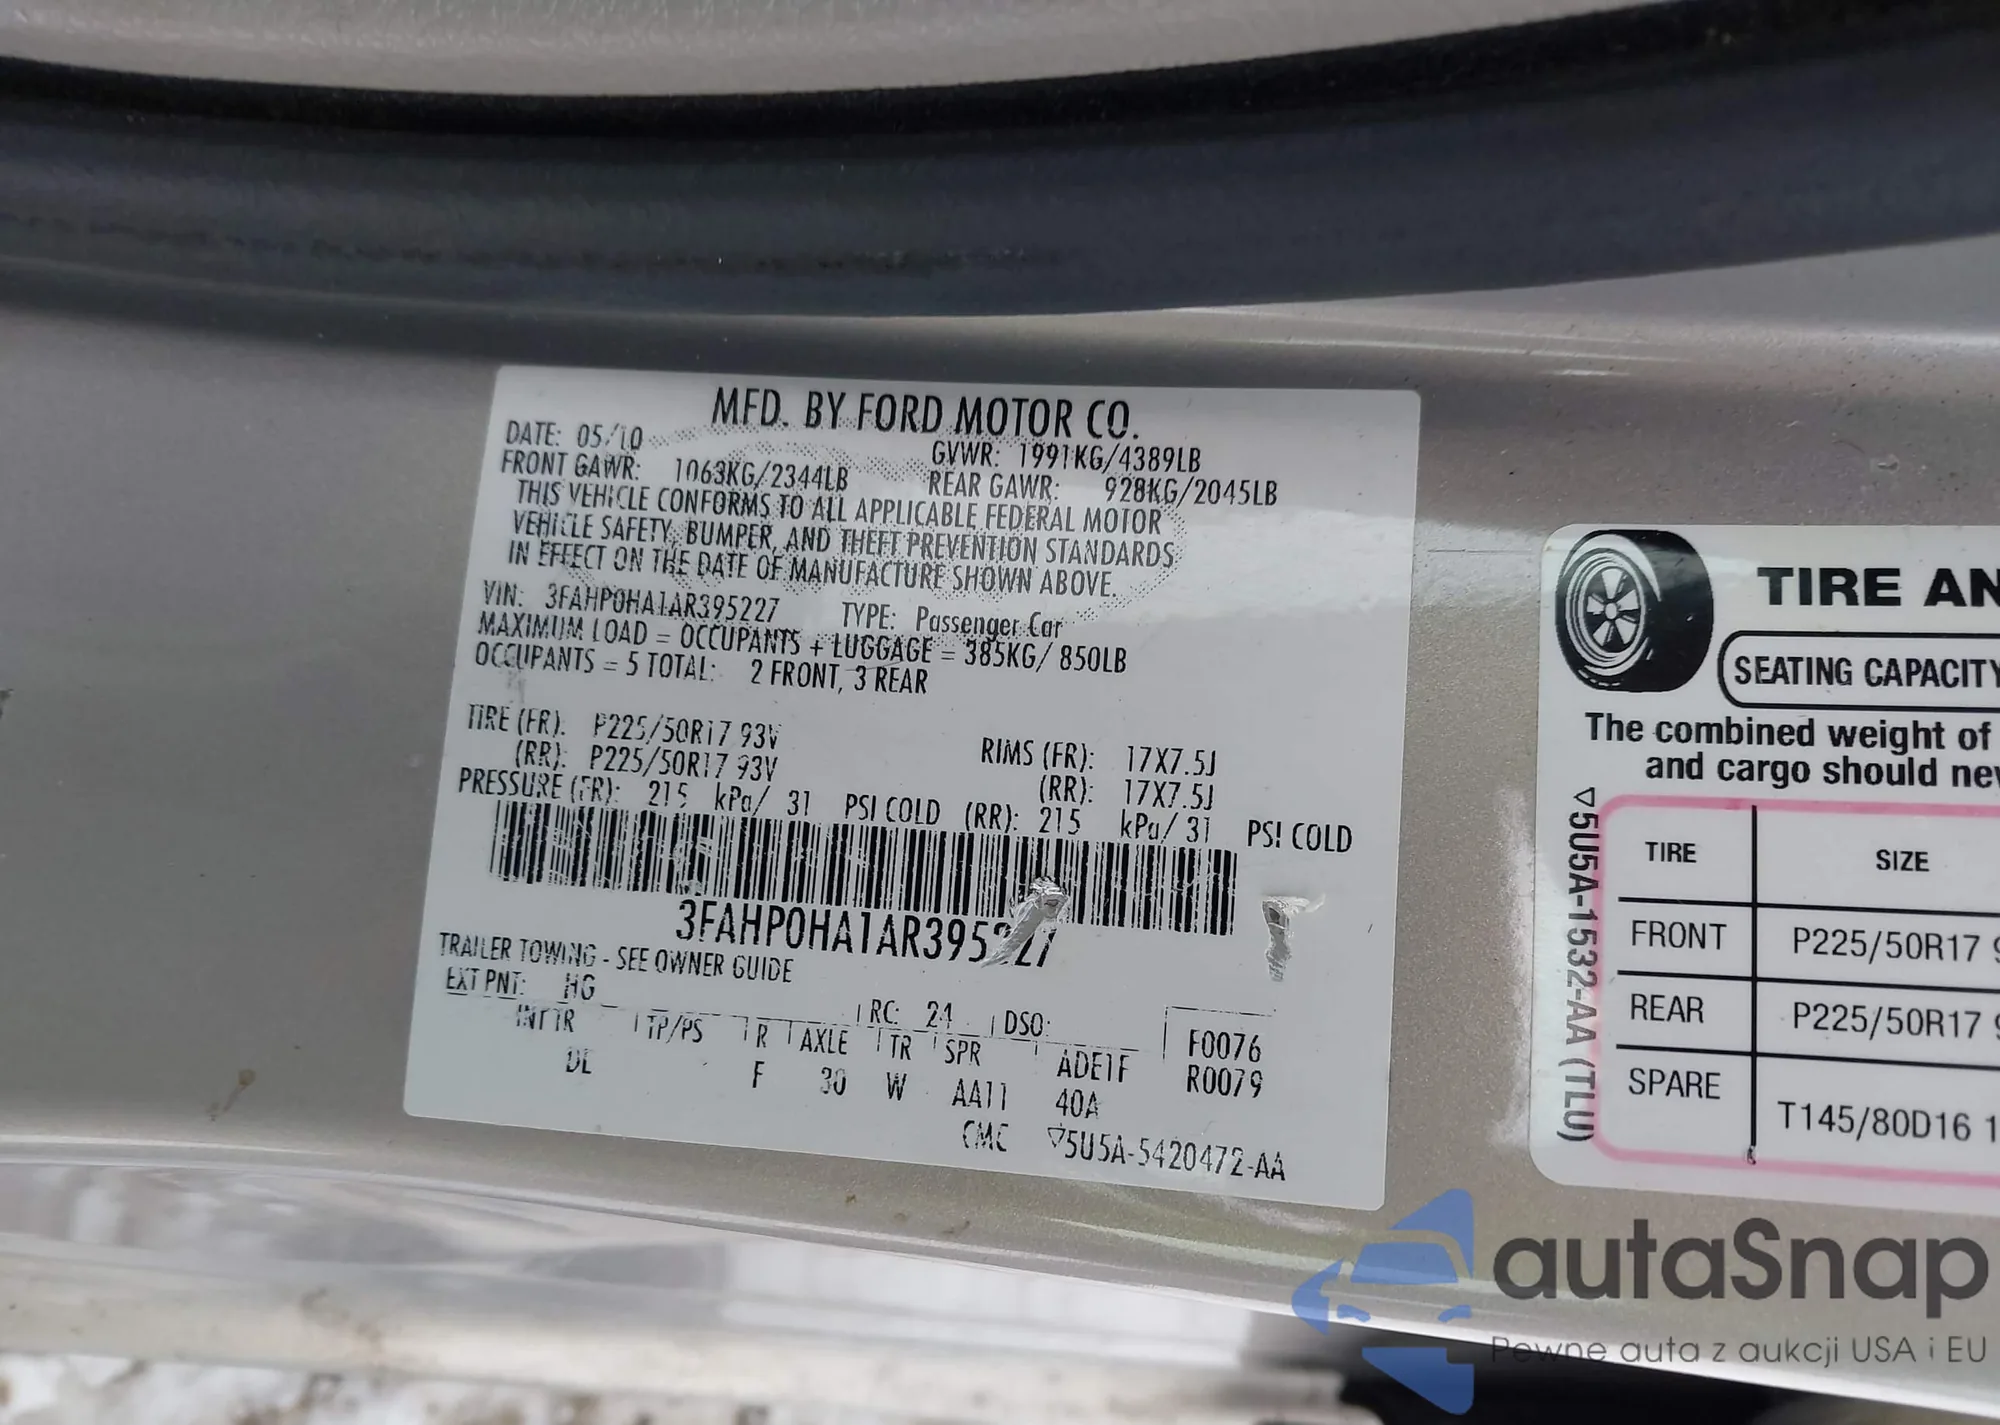 MFD. BY FORD MOTOR CO.
DATE: 05/10
GVWR: 1991KG/4389LB
FRONT GAWR: 1063KG/2344LB
REAR GAWR: 928KG/2045LB
THIS VEHICLE CONFORMS TO ALL APPLICABLE FEDERAL MOTOR
VEHICLE SAFETY, BUMPER, AND THEFT PREVENTION STANDARDS
IN EFFECT ON THE DATE OF MANUFACTURE SHOWN ABOVE.
VIN: 3FAHP0HA1AR395227 TYPE: Passenger Car
MAXIMUM LOAD = OCCUPANTS + LUGGAGE = 385KG/ 850LB
OCCUPANTS = 5 TOTAL: 2 FRONT, 3 REAR
TIRE (FR): P225/50R17 93V RIMS (FR): 17X7.5J
(RR): P225/50R17 93V (RR): 17X7.5J
PRESSURE (FR): 215 kPa/ 31 PSI COLD (RR): 215 kPa/ 31 PSI COLD
3FAHP0HA1AR395227
TRAILER TOWING - SEE OWNER GUIDE
EXT PNT: HG RC: 24 DSO:
INT TR TP/PS R AXLE TR SPR ADE1F F0076
DL F 30 W AA11 40A R0079
CMC ▽5U5A-5420472-AA
TIRE AN
SEATING CAPACITY
The combined weight of
and cargo should nev
▽5U5A-1532-AA (TLU)
TIRE SIZE
FRONT P225/50R17 9
REAR P225/50R17 9
SPARE T145/80D16 1
autaSnap
Pewne auta z aukcji USA i EU